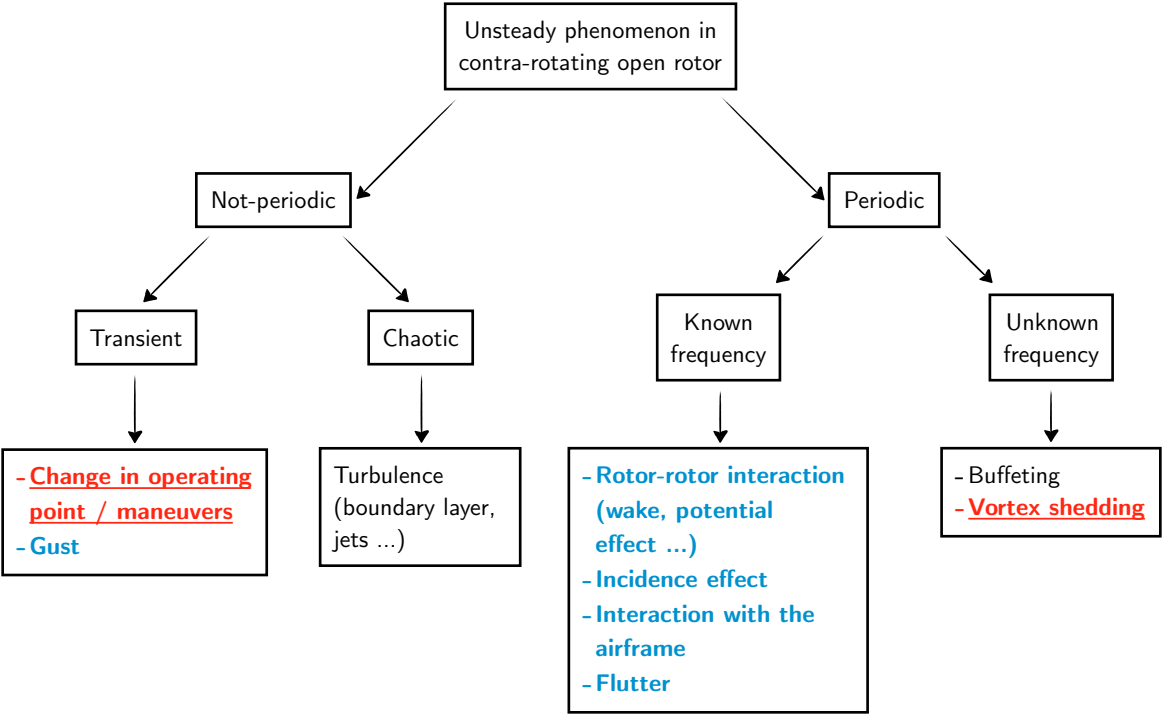 Unsteady phenomenon in
contra-rotating open rotor
Not-periodic
Periodic
Transient
Chaotic
Known
frequency
Unknown
frequency
- Change in operating
point / maneuvers
- Gust
Turbulence
(boundary layer,
jets ...)
- Rotor-rotor interaction
(wake, potential
effect ...)
- Incidence effect
- Interaction with the
airframe
- Flutter
- Buffeting
- Vortex shedding